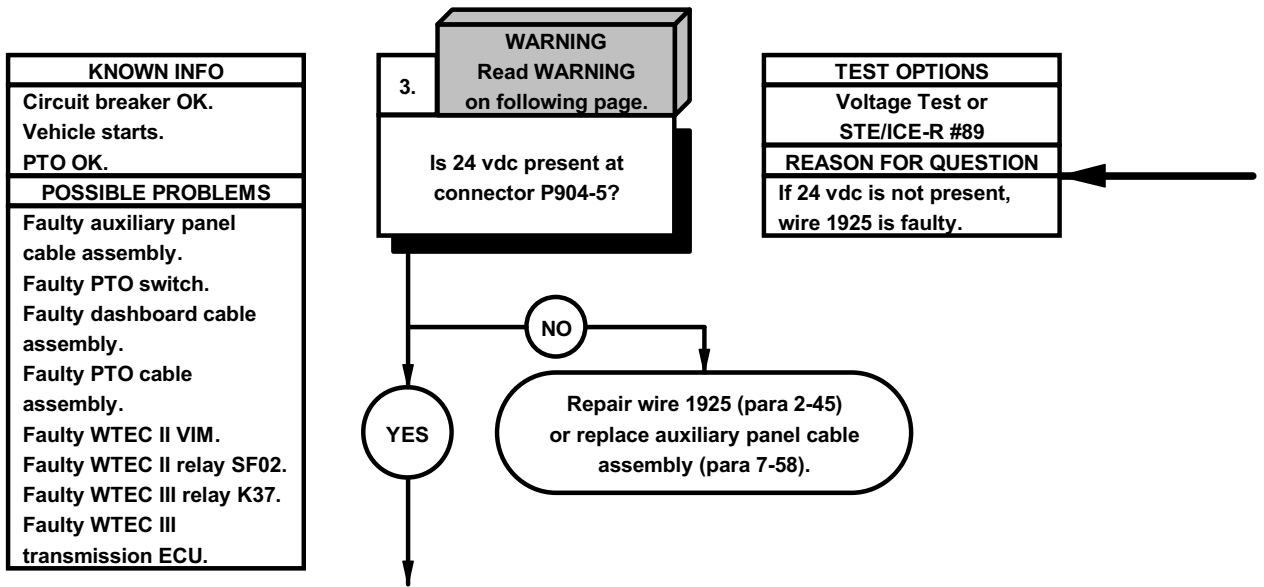 KNOWN INFO
Circuit breaker OK.
Vehicle starts.
PTO OK.
POSSIBLE PROBLEMS
Faulty auxiliary panel
cable assembly.
Faulty PTO switch.
Faulty dashboard cable
assembly.
Faulty PTO cable
assembly.
Faulty WTEC II VIM.
Faulty WTEC II relay SF02.
Faulty WTEC III relay K37.
Faulty WTEC III
transmission ECU.
WARNING
Read WARNING
on following page.
3.
Is 24 vdc present at
connector P904-5?
NO
YES
Repair wire 1925 (para 2-45)
or replace auxiliary panel cable
assembly (para 7-58).
TEST OPTIONS
Voltage Test or
STE/ICE-R #89
REASON FOR QUESTION
If 24 vdc is not present,
wire 1925 is faulty.